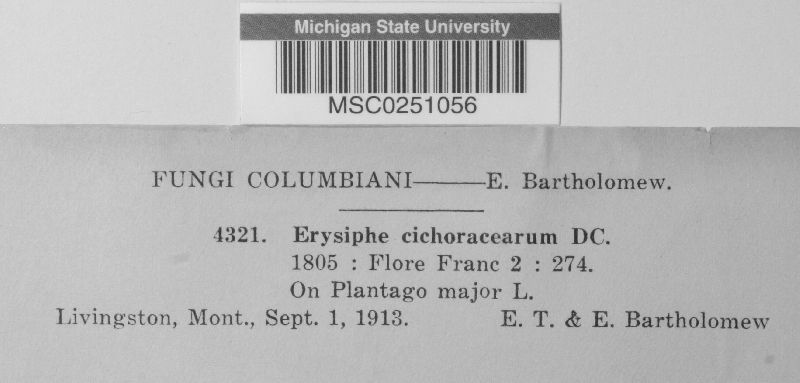 Michigan State University
MSC0251056
FUNGI COLUMBIANI——E. Bartholomew.
4321. Erysiphe cichoracearum DC.
1805 : Flore Franc 2 : 274.
On Plantago major L.
Livingston, Mont., Sept. 1, 1913. E. T. & E. Bartholomew